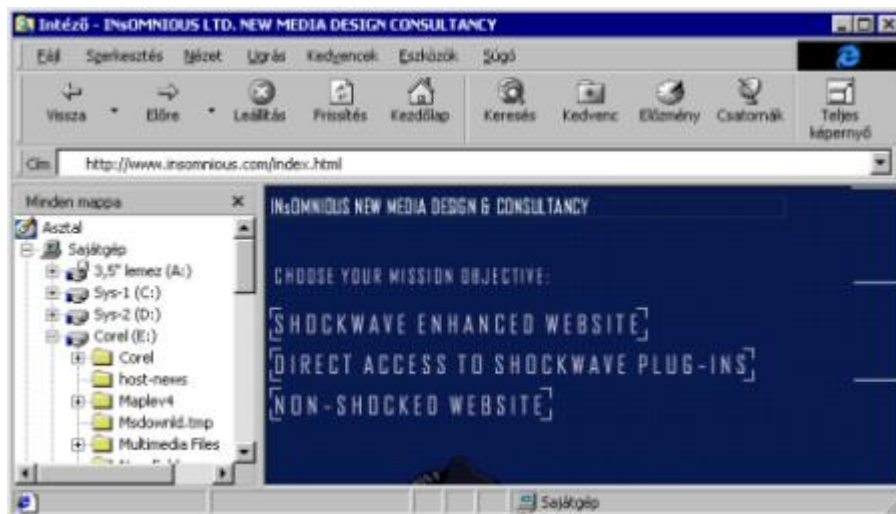 Intéző - INsOMNIOUS LTD. NEW MEDIA DESIGN CONSULTANCY
Fájl Szerkesztés Nézet Ugrás Kedvencek Eszközök Súgó
Vissza Előre Leállítás Frissítés Kezdőlap Keresés Kedvenc Előzmény Csatornák Teljes képernyő
Cím http://www.insomnious.com/index.html
Minden mappa
Asztal
Sajátgép
3,5" lemez (A:)
Sys-1 (C:)
Sys-2 (D:)
Corel (E:)
Corel
host-news
Maplev4
Msdownld.tmp
Multimedia Files
INsOMNIOUS NEW MEDIA DESIGN & CONSULTANCY
CHOOSE YOUR MISSION OBJECTIVE:
SHOCKWAVE ENHANCED WEBSITE
DIRECT ACCESS TO SHOCKWAVE PLUG-INS
NON-SHOCKED WEBSITE
Sajátgép